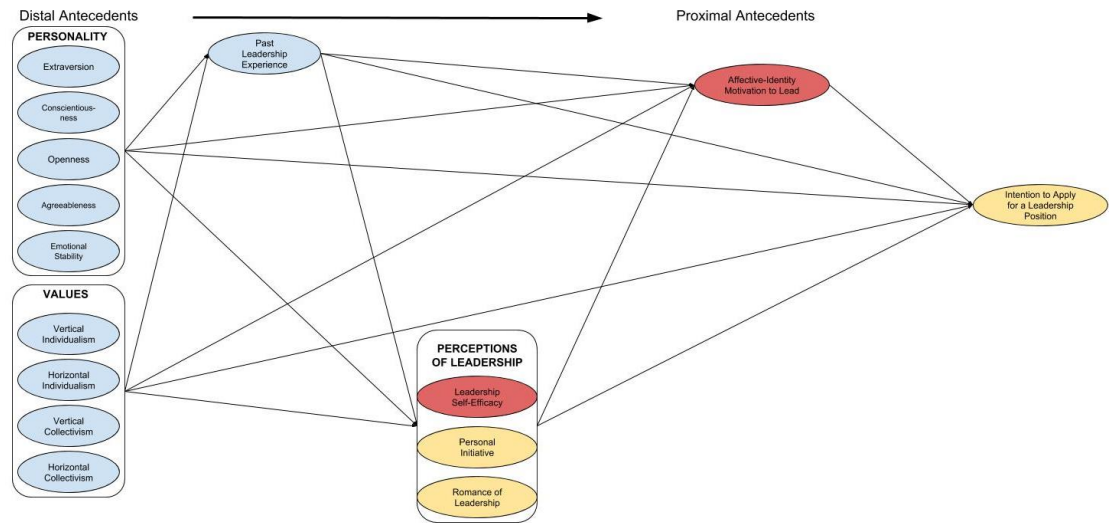 Distal Antecedents
Proximal Antecedents
PERSONALITY
Extraversion
Conscientious-
ness
Openness
Agreeableness
Emotional
Stability
VALUES
Vertical
Individualism
Horizontal
Individualism
Vertical
Collectivism
Horizontal
Collectivism
Past
Leadership
Experience
PERCEPTIONS
OF LEADERSHIP
Leadership
Self-Efficacy
Personal
Initiative
Romance of
Leadership
Affective-Identity
Motivation to Lead
Intention to Apply
for a Leadership
Position